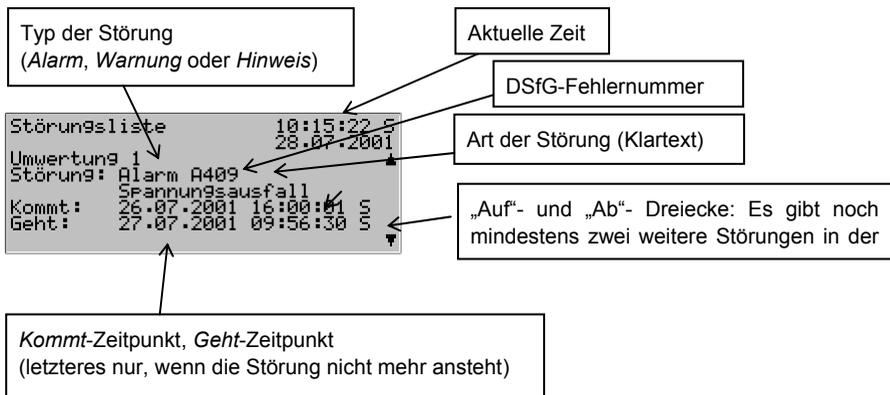 Typ der Störung
(Alarm, Warnung oder Hinweis)
Aktuelle Zeit
DSfG-Fehlernummer
Art der Störung (Klartext)
Störungsliste 10:15:22 S
28.07.2001
Umwertung 1
Störung: Alarm A409
Spannungsausfall
Kommt: 26.07.2001 16:00:01 S
Geht: 27.07.2001 09:56:30 S
„Auf“- und „Ab“- Dreiecke: Es gibt noch
mindestens zwei weitere Störungen in der
Kommt-Zeitpunkt, Geht-Zeitpunkt
(letzteres nur, wenn die Störung nicht mehr ansteht)